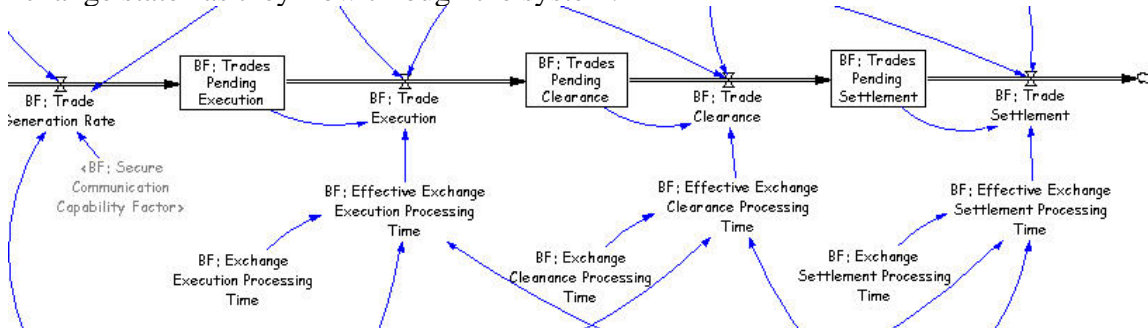 BF: Trades
Pending
Execution
BF: Trades
Pending
Clearance
BF: Trades
Pending
Settlement
BF: Trade
Generation Rate
BF: Trade
Execution
BF: Trade
Clearance
BF: Trade
Settlement
<BF: Secure
Communication
Capability Factor>
BF: Effective Exchange
Execution Processing
Time
BF: Effective Exchange
Clearance Processing
Time
BF: Effective Exchange
Settlement Processing
Time
BF: Exchange
Execution Processing
Time
BF: Exchange
Clearance Processing
Time
BF: Exchange
Settlement Processing
Time